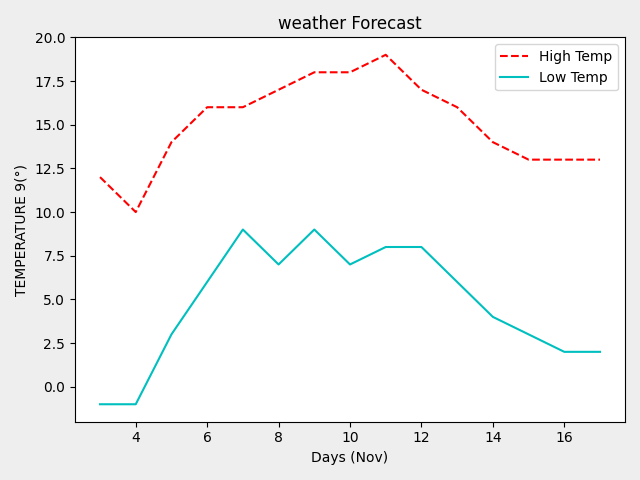 weather Forecast
High Temp
Low Temp
TEMPERATURE 9(°)
20.0
17.5
15.0
12.5
10.0
7.5
5.0
2.5
0.0
4 6 8 10 12 14 16
Days (Nov)